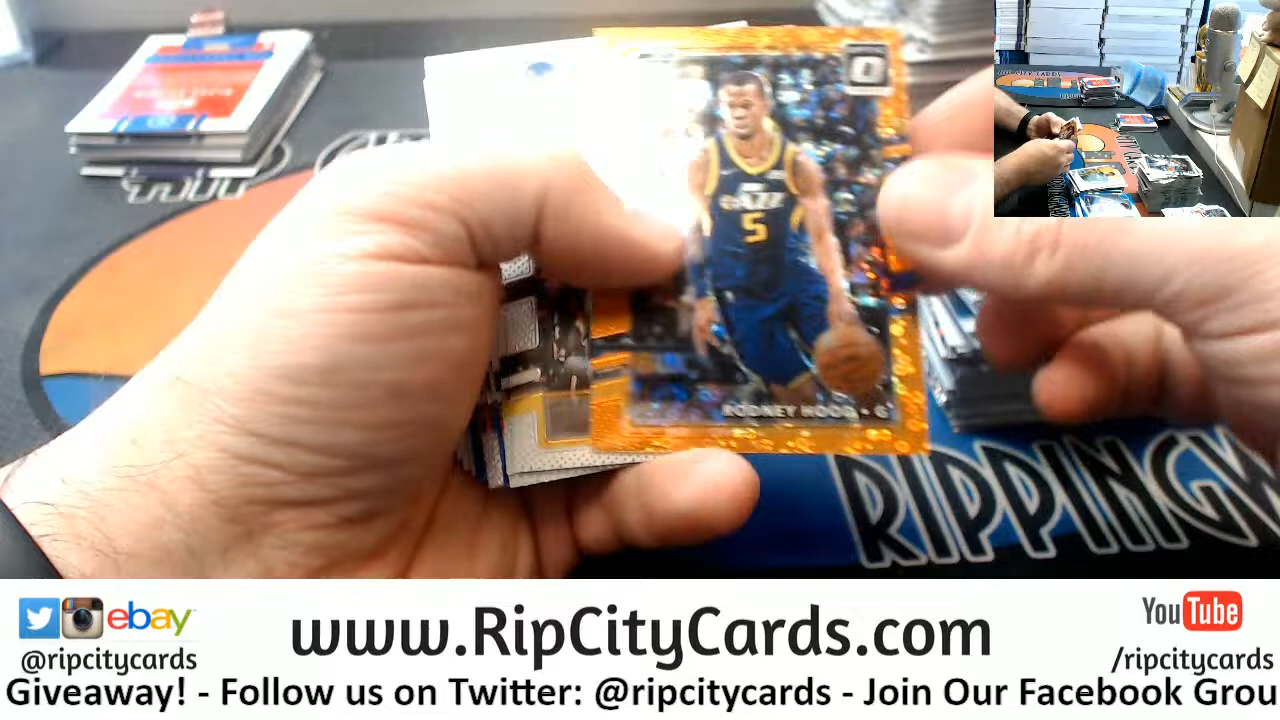 JAZZ
5
RODNEY HOOD • G
RIPPINGW
ebay
@ripcitycards
www.RipCityCards.com
YouTube
/ripcitycards
Giveaway! - Follow us on Twitter: @ripcitycards - Join Our Facebook Grou